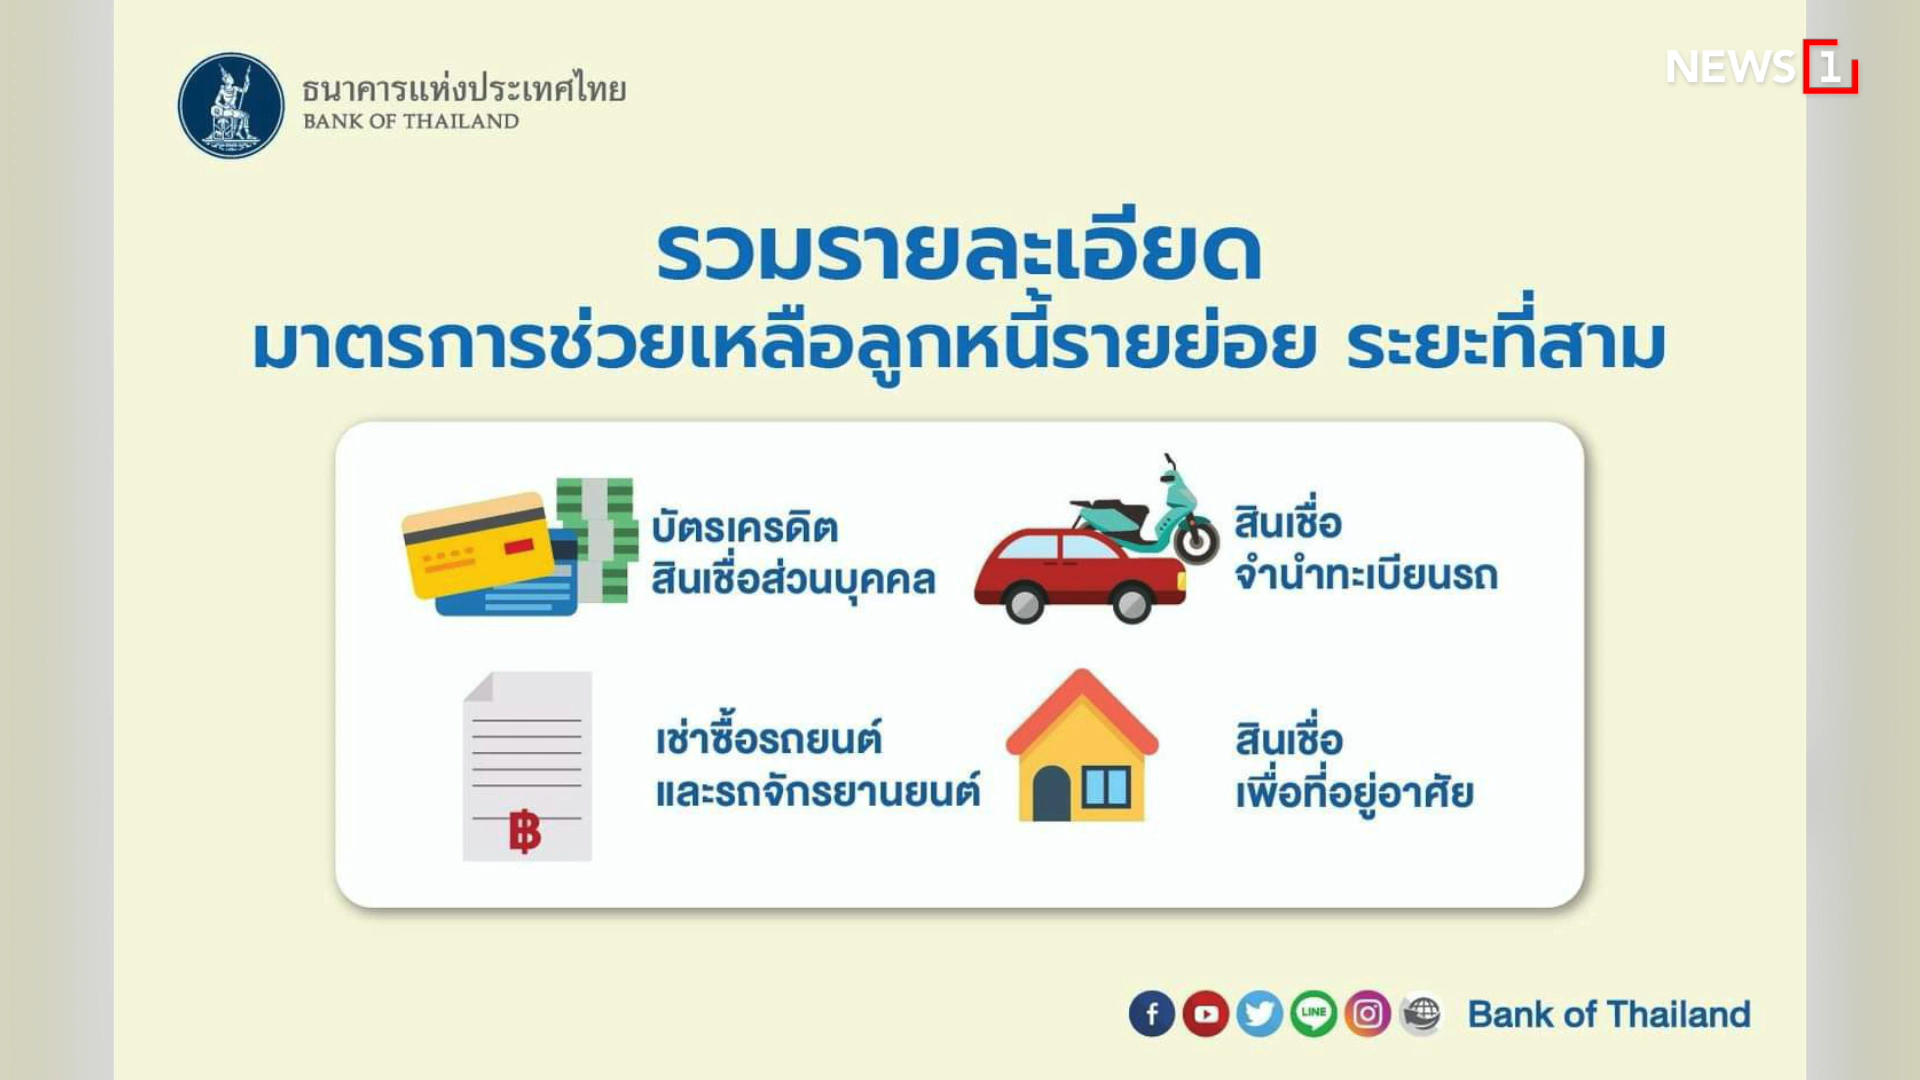 ธนาคารแห่งประเทศไทย
BANK OF THAILAND
NEWS 1
รวมรายละเอียด
มาตรการช่วยเหลือลูกหนี้รายย่อย ระยะที่สาม
บัตรเครดิต
สินเชื่อส่วนบุคคล
สินเชื่อ
จำนำทะเบียนรถ
เช่าซื้อรถยนต์
และรถจักรยานยนต์
สินเชื่อ
เพื่อที่อยู่อาศัย
฿
LINE
Bank of Thailand